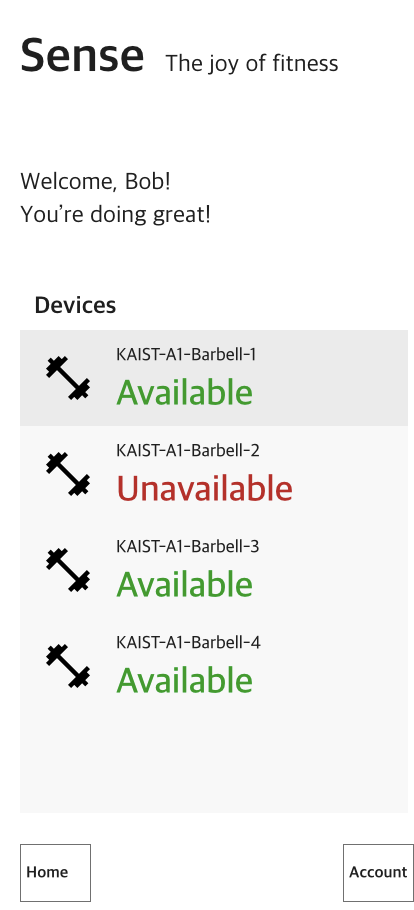 Sense The joy of fitness
Welcome, Bob!
You're doing great!
Devices
KAIST-A1-Barbell-1
Available
KAIST-A1-Barbell-2
Unavailable
KAIST-A1-Barbell-3
Available
KAIST-A1-Barbell-4
Available
Home Account